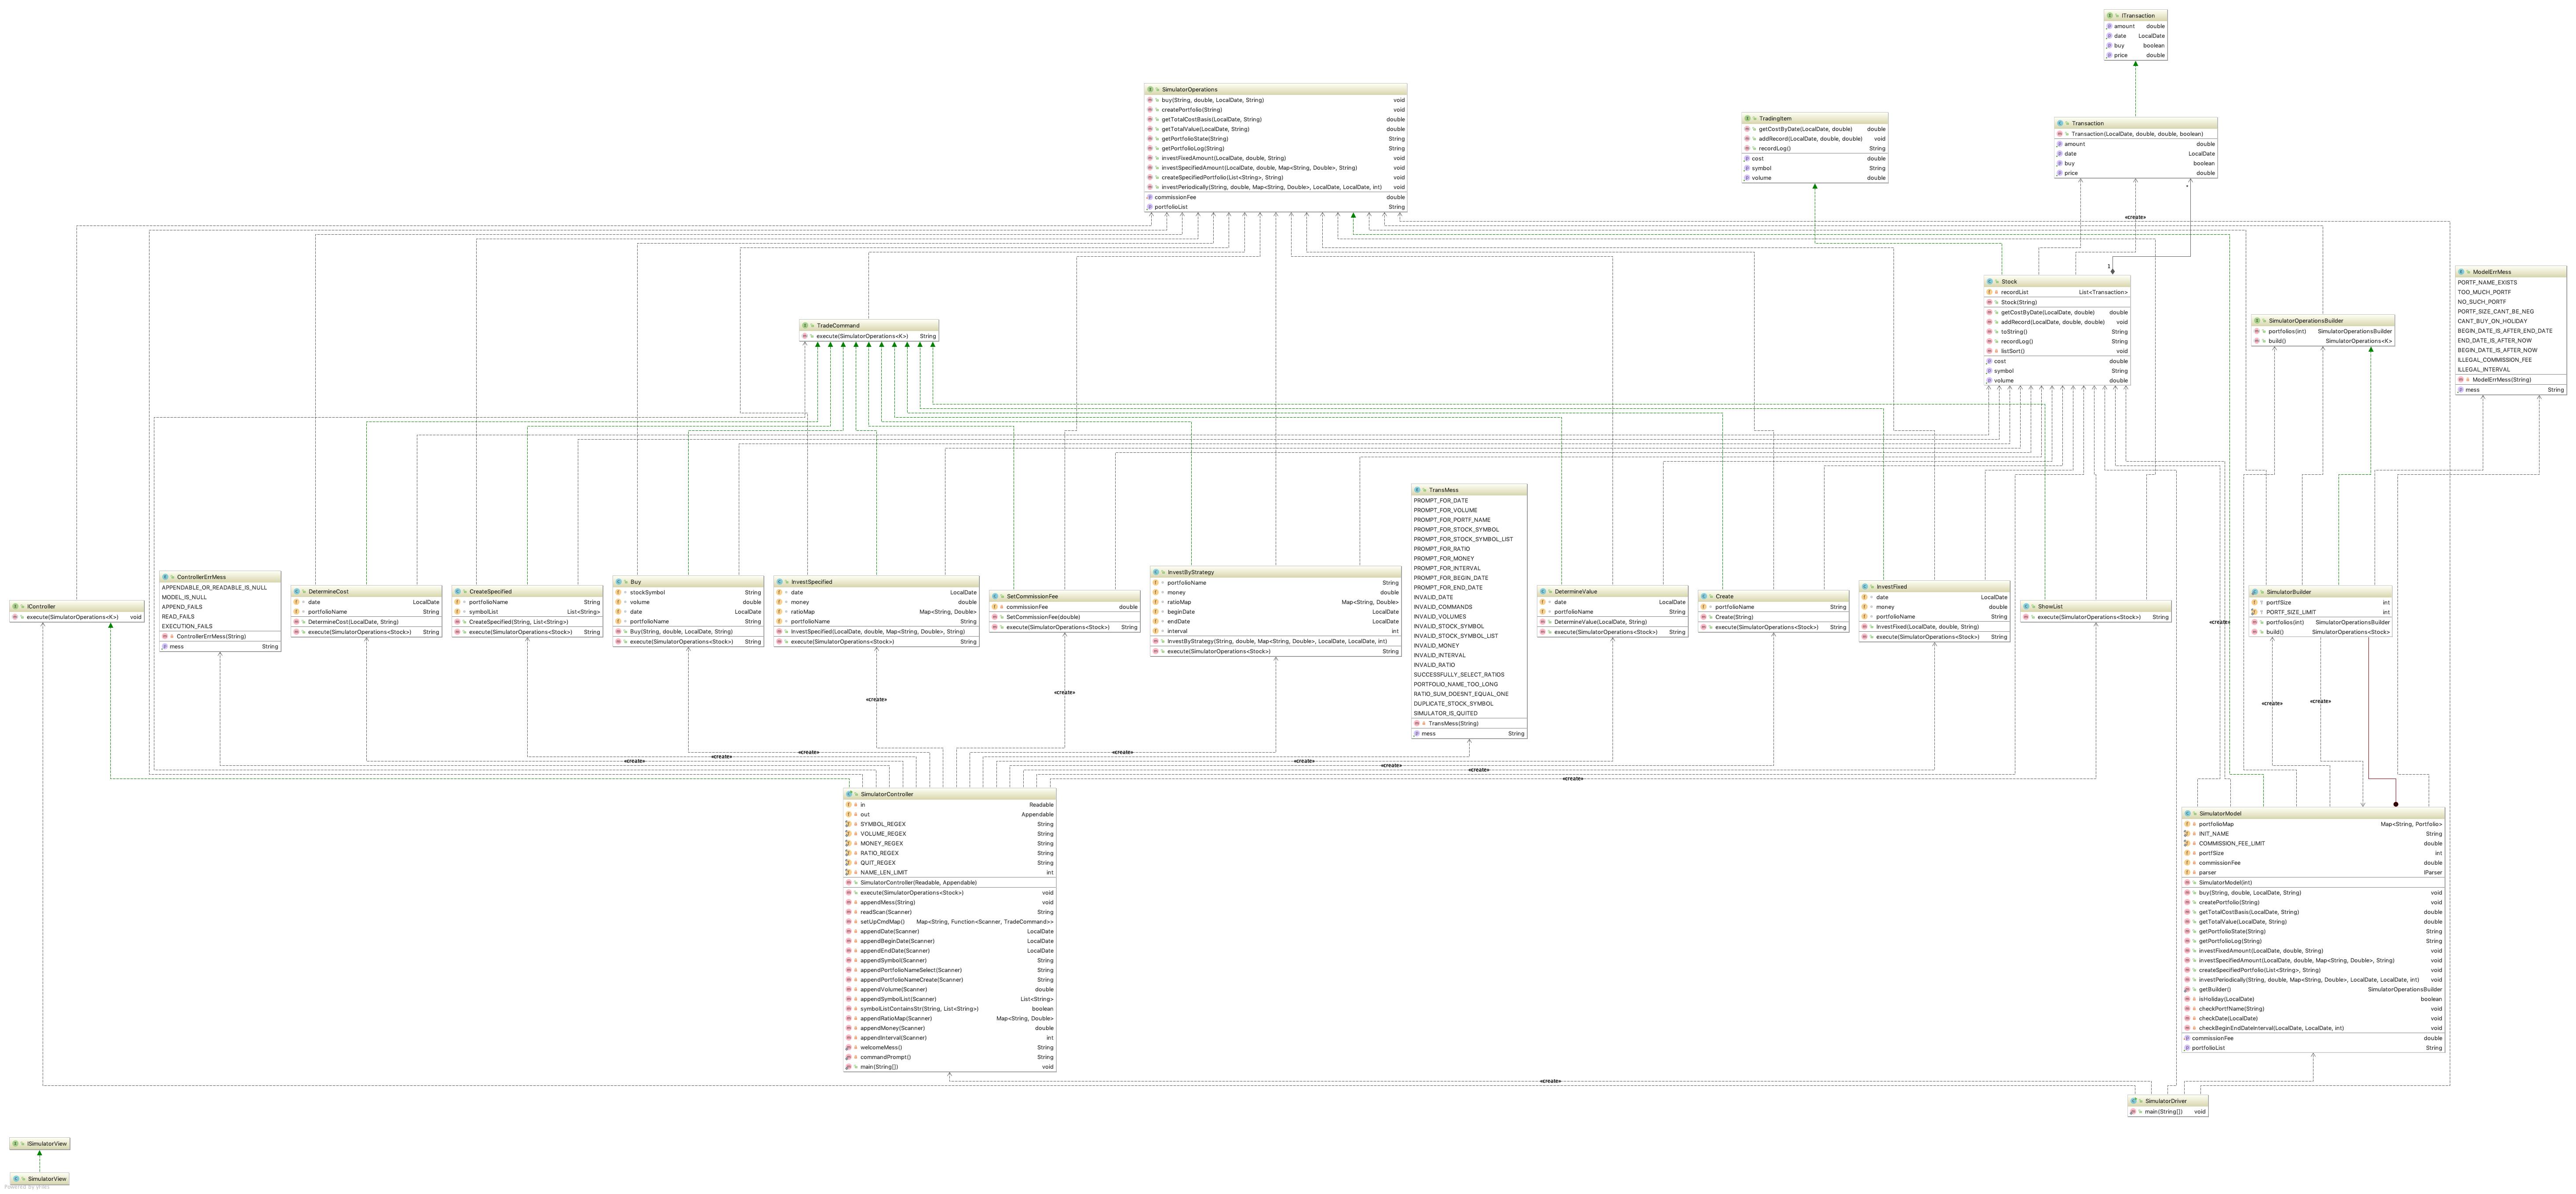 ITransaction
amount double
date LocalDate
buy boolean
price double
SimulatorOperations
buy(String, double, LocalDate, String) void
createPortfolio(String) void
getTotalCostBasis(LocalDate, String) double
getTotalValue(LocalDate, String) double
getPortfolioState(String) String
getPortfolioLog(String) String
investFixedAmount(LocalDate, double, String) void
investSpecifiedAmount(LocalDate, double, Map<String, Double>, String) void
createSpecifiedPortfolio(List<String>, String) void
investPeriodically(String, double, Map<String, Double>, LocalDate, LocalDate, int) void
commissionFee double
portfolioList String
TradingItem
getCostByDate(LocalDate, double) double
addRecord(LocalDate, double, double) void
recordLog() String
cost double
symbol String
volume double
Transaction
Transaction(LocalDate, double, double, boolean)
amount double
date LocalDate
buy boolean
price double
*
«create»
1
Stock
recordList List<Transaction>
Stock(String)
getCostByDate(LocalDate, double) double
addRecord(LocalDate, double, double) void
toString() String
recordLog() String
listSort() void
cost double
symbol String
volume double
ModelErrMess
PORTF_NAME_EXISTS
TOO_MUCH_PORTF
NO_SUCH_PORTF
PORTF_SIZE_CANT_BE_NEG
CANT_BUY_ON_HOLIDAY
BEGIN_DATE_IS_AFTER_END_DATE
END_DATE_IS_AFTER_NOW
BEGIN_DATE_IS_AFTER_NOW
ILLEGAL_COMMISSION_FEE
ILLEGAL_INTERVAL
ModelErrMess(String)
mess String
TradeCommand
execute(SimulatorOperations<K>) String
SimulatorOperationsBuilder
portfolios(int) SimulatorOperationsBuilder
build() SimulatorOperations<K>
IController
execute(SimulatorOperations<K>) void
ControllerErrMess
APPENDABLE_OR_READABLE_IS_NULL
MODEL_IS_NULL
APPEND_FAILS
READ_FAILS
EXECUTION_FAILS
ControllerErrMess(String)
mess String
DetermineCost
date LocalDate
portfolioName String
DetermineCost(LocalDate, String)
execute(SimulatorOperations<Stock>) String
CreateSpecified
portfolioName String
symbolList List<String>
CreateSpecified(String, List<String>)
execute(SimulatorOperations<Stock>) String
Buy
stockSymbol String
volume double
date LocalDate
portfolioName String
Buy(String, double, LocalDate, String)
execute(SimulatorOperations<Stock>) String
InvestSpecified
date LocalDate
money double
ratioMap Map<String, Double>
portfolioName String
InvestSpecified(LocalDate, double, Map<String, Double>, String)
execute(SimulatorOperations<Stock>) String
SetCommissionFee
commissionFee double
SetCommissionFee(double)
execute(SimulatorOperations<Stock>) String
InvestByStrategy
portfolioName String
money double
ratioMap Map<String, Double>
beginDate LocalDate
endDate LocalDate
interval int
InvestByStrategy(String, double, Map<String, Double>, LocalDate, LocalDate, int)
execute(SimulatorOperations<Stock>) String
TransMess
PROMPT_FOR_DATE
PROMPT_FOR_VOLUME
PROMPT_FOR_PORTF_NAME
PROMPT_FOR_STOCK_SYMBOL
PROMPT_FOR_STOCK_SYMBOL_LIST
PROMPT_FOR_RATIO
PROMPT_FOR_MONEY
PROMPT_FOR_INTERVAL
PROMPT_FOR_BEGIN_DATE
PROMPT_FOR_END_DATE
INVALID_DATE
INVALID_COMMANDS
INVALID_VOLUMES
INVALID_STOCK_SYMBOL
INVALID_STOCK_SYMBOL_LIST
INVALID_MONEY
INVALID_INTERVAL
INVALID_RATIO
SUCCESSFULLY_SELECT_RATIOS
PORTFOLIO_NAME_TOO_LONG
RATIO_SUM_DOESNT_EQUAL_ONE
DUPLICATE_STOCK_SYMBOL
SIMULATOR_IS_QUITED
TransMess(String)
mess String
DetermineValue
date LocalDate
portfolioName String
DetermineValue(LocalDate, String)
execute(SimulatorOperations<Stock>) String
Create
portfolioName String
Create(String)
execute(SimulatorOperations<Stock>) String
InvestFixed
date LocalDate
money double
portfolioName String
InvestFixed(LocalDate, double, String)
execute(SimulatorOperations<Stock>) String
ShowList
execute(SimulatorOperations<Stock>) String
SimulatorBuilder
portfSize int
PORTF_SIZE_LIMIT int
portfolios(int) SimulatorOperationsBuilder
build() SimulatorOperations<Stock>
«create»
«create»
«create»
«create»
«create»
«create»
«create»
«create»
«create»
«create»
«create»
«create»
«create»
«create»
SimulatorController
in Readable
out Appendable
SYMBOL_REGEX String
VOLUME_REGEX String
MONEY_REGEX String
RATIO_REGEX String
QUIT_REGEX String
NAME_LEN_LIMIT int
SimulatorController(Readable, Appendable)
execute(SimulatorOperations<Stock>) void
appendMess(String) void
readScan(Scanner) String
setUpCmdMap() Map<String, Function<Scanner, TradeCommand>>
appendDate(Scanner) LocalDate
appendBeginDate(Scanner) LocalDate
appendEndDate(Scanner) LocalDate
appendSymbol(Scanner) String
appendPortfolioNameSelect(Scanner) String
appendPortfolioNameCreate(Scanner) String
appendVolume(Scanner) double
appendSymbolList(Scanner) List<String>
symbolListContainsStr(String, List<String>) boolean
appendRatioMap(Scanner) Map<String, Double>
appendMoney(Scanner) double
appendInterval(Scanner) int
welcomeMess() String
commandPrompt() String
main(String[]) void
SimulatorModel
portfolioMap Map<String, Portfolio>
INIT_NAME String
COMMISSION_FEE_LIMIT double
portfSize int
commissionFee double
parser IParser
SimulatorModel(int)
buy(String, double, LocalDate, String) void
createPortfolio(String) void
getTotalCostBasis(LocalDate, String) double
getTotalValue(LocalDate, String) double
getPortfolioState(String) String
getPortfolioLog(String) String
investFixedAmount(LocalDate, double, String) void
investSpecifiedAmount(LocalDate, double, Map<String, Double>, String) void
createSpecifiedPortfolio(List<String>, String) void
investPeriodically(String, double, Map<String, Double>, LocalDate, LocalDate, int) void
getBuilder() SimulatorOperationsBuilder
isHoliday(LocalDate) boolean
checkPortfName(String) void
checkDate(LocalDate) void
checkBeginEndDateInterval(LocalDate, LocalDate, int) void
commissionFee double
portfolioList String
«create»
SimulatorDriver
main(String[]) void
ISimulatorView
SimulatorView
Powered by yFiles